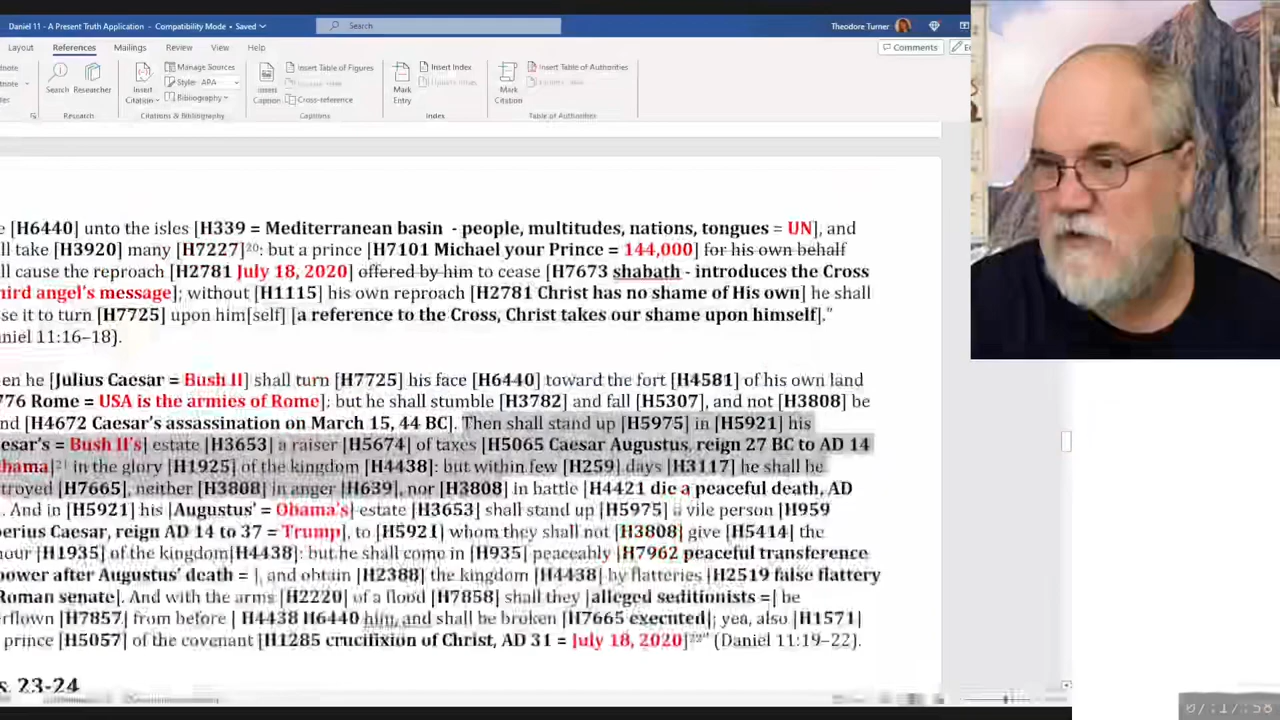 Daniel 11 - A Present Truth Application - Compatibility Mode • Saved
Search
Theodore Turner
Layout References Mailings Review View Help
Comments
Manage Sources
Style: APA
Bibliography
Insert Table of Figures
Cross-reference
Insert Index
Insert Table of Authorities
Search Researcher
Insert Citation
Insert Caption
Mark Entry
Mark Citation
Research
Citations & Bibliography
Captions
Index
Table of Authorities
e [H6440] unto the isles [H339 = Mediterranean basin - people, multitudes, nations, tongues = UN], and
ll take [H3920] many [H7227]20: but a prince [H7101 Michael your Prince = 144,000] for his own behalf
ll cause the reproach [H2781 July 18, 2020] offered by him to cease [H7673 shabath - introduces the Cross
hird angel's message]; without [H1115] his own reproach [H2781 Christ has no shame of His own] he shall
se it to turn [H7725] upon him[self] [a reference to the Cross, Christ takes our shame upon himself]."
niel 11:16–18).
en he [Julius Caesar = Bush II] shall turn [H7725] his face [H6440] toward the fort [H4581] of his own land
776 Rome = USA is the armies of Rome]: but he shall stumble [H3782] and fall [H5307], and not [H3808] be
nd [H4672 Caesar's assassination on March 15, 44 BC]. Then shall stand up [H5975] in [H5921] his
esar's = Bush II's] estate [H3653] a raiser [H5674] of taxes [H5065 Caesar Augustus, reign 27 BC to AD 14
bama]21 in the glory [H1925] of the kingdom [H4438]: but within few [H259] days [H3117] he shall be
troyed [H7665], neither [H3808] in anger [H639], nor [H3808] in battle [H4421 die a peaceful death, AD
. And in [H5921] his [Augustus' = Obama's] estate [H3653] shall stand up [H5975] a vile person [H959
perius Caesar, reign AD 14 to 37 = Trump], to [H5921] whom they shall not [H3808] give [H5414] the
nour [H1935] of the kingdom[H4438]: but he shall come in [H935] peaceably [H7962 peaceful transference
power after Augustus' death = ], and obtain [H2388] the kingdom [H4438] by flatteries [H2519 false flattery
Roman senate]. And with the arms [H2220] of a flood [H7858] shall they [alleged seditionists =] be
erflown [H7857] from before [ H4438 H6440 him, and shall be broken [H7665 executed]; yea, also [H1571]
prince [H5057] of the covenant [H1285 crucifixion of Christ, AD 31 = July 18, 2020]22" (Daniel 11:19–22).
s 23-24